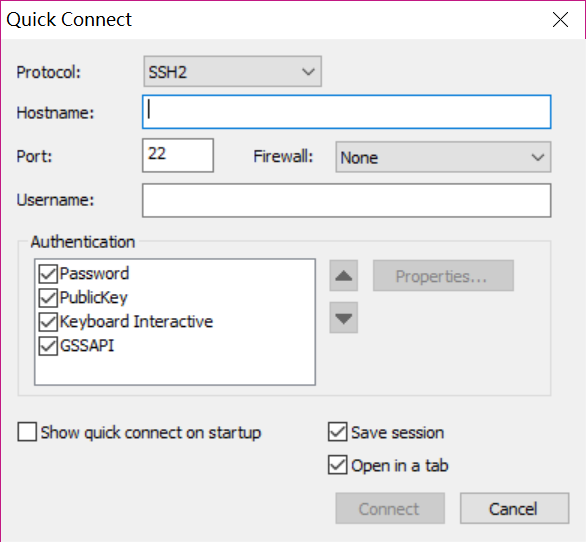 Quick Connect
Protocol: SSH2
Hostname:
Port: 22 Firewall: None
Username:
Authentication
Password
PublicKey
Keyboard Interactive
GSSAPI
Properties...
Show quick connect on startup
Save session
Open in a tab
Connect Cancel